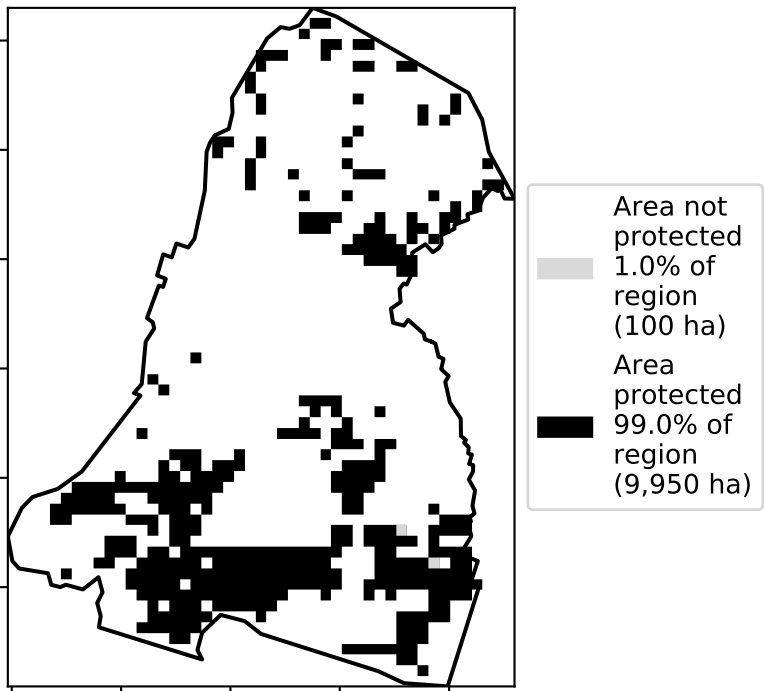 Area not
protected
1.0% of
region
(100 ha)
Area
protected
99.0% of
region
(9,950 ha)